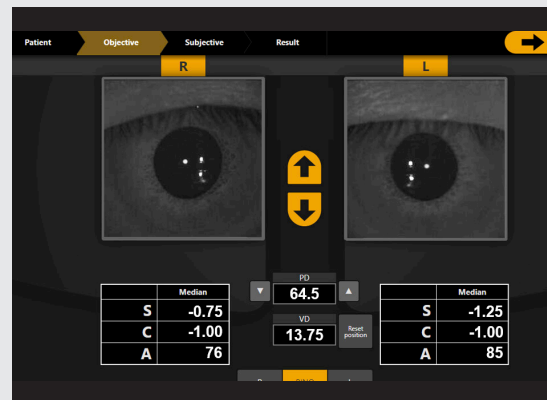 Patient Objective Subjective Result
R L
PD
64.5
VD
13.75
Reset
position
Median
S -0.75
C -1.00
A 76
Median
S -1.25
C -1.00
A 85